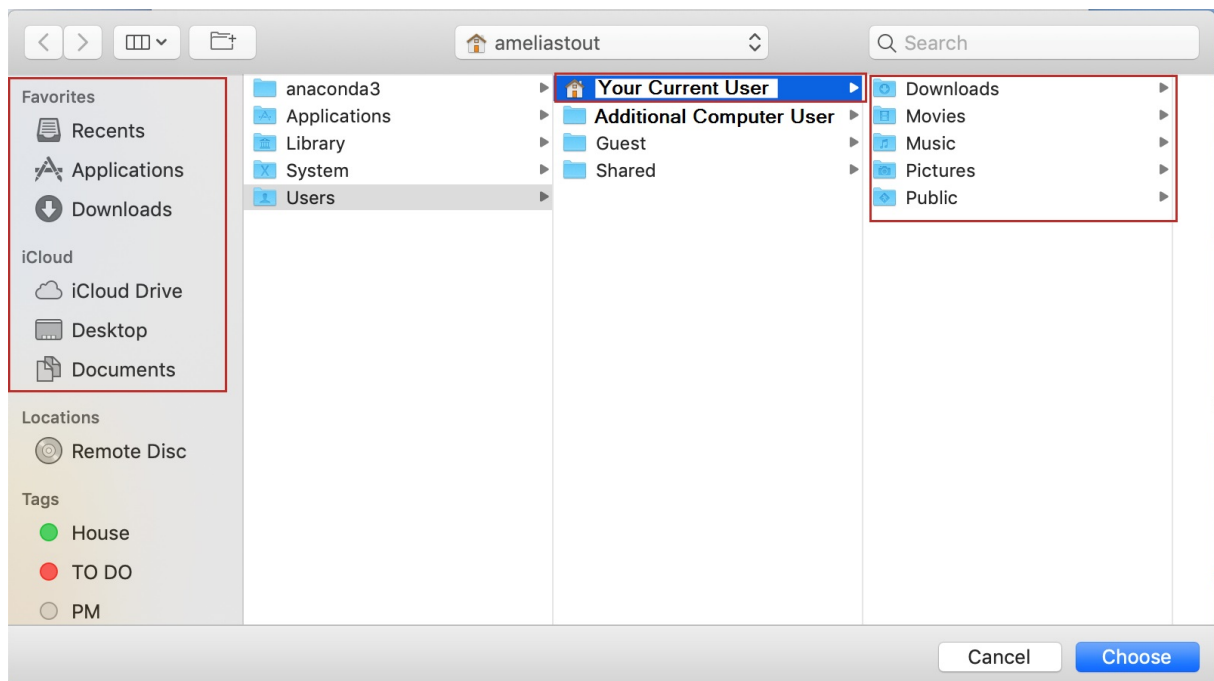 ameliastout
Search
Favorites
Recents
Applications
Downloads
iCloud
iCloud Drive
Desktop
Documents
Locations
Remote Disc
Tags
House
TO DO
PM
anaconda3
Applications
Library
System
Users
Your Current User
Additional Computer User
Guest
Shared
Downloads
Movies
Music
Pictures
Public
Cancel
Choose